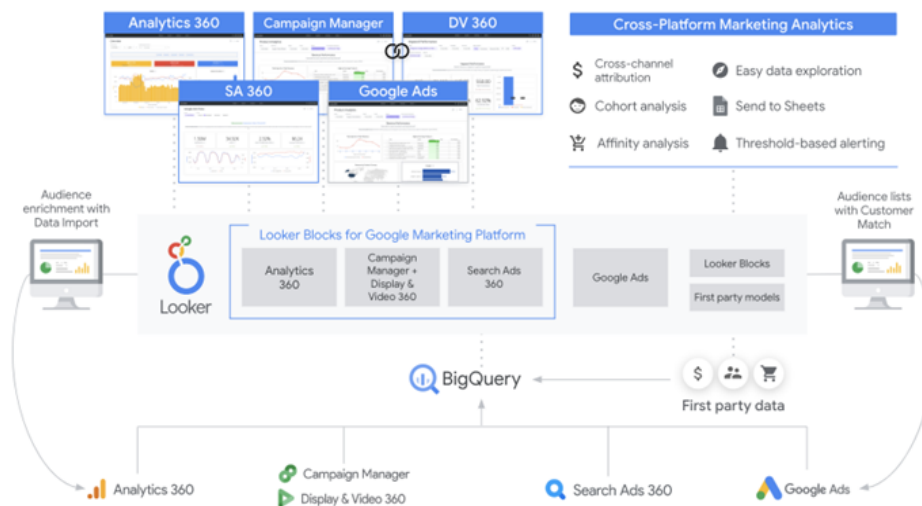 Analytics 360
Campaign Manager
DV 360
SA 360
Google Ads
Cross-Platform Marketing Analytics
Cross-channel
attribution
Easy data exploration
Cohort analysis
Send to Sheets
Affinity analysis
Threshold-based alerting
Audience
enrichment with
Data Import
Audience lists
with Customer
Match
Looker
Looker Blocks for Google Marketing Platform
Analytics
360
Campaign
Manager +
Display &
Video 360
Search Ads
360
Google Ads
Looker Blocks
First party models
BigQuery
First party data
Analytics 360
Campaign Manager
Display & Video 360
Search Ads 360
Google Ads